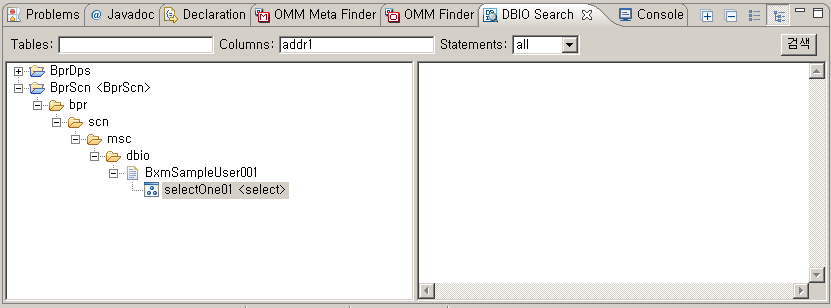 Problems @ Javadoc Declaration OMM Meta Finder OMM Finder DBIO Search Console
Tables: Columns: addr1 Statements: all 검색
BprDps
BprScn <BprScn>
bpr
scn
msc
dbio
BxmSampleUser001
selectOne01 <select>